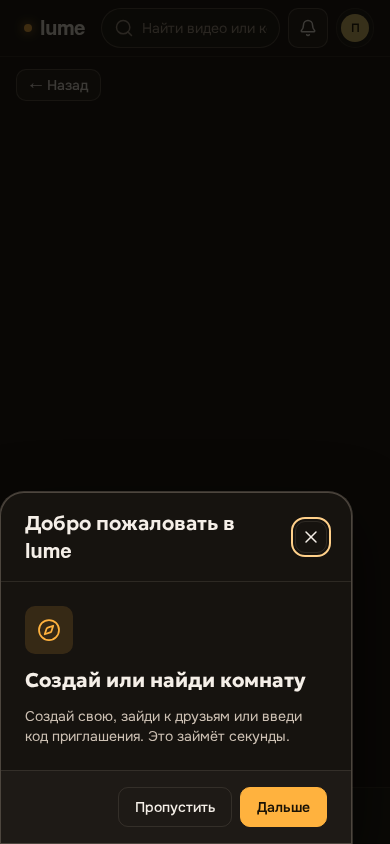 lume
Найти видео или к
П
← Назад
Добро пожаловать в
lume
Создай или найди комнату
Создай свою, зайди к друзьям или введи
код приглашения. Это займёт секунды.
Пропустить
Дальше